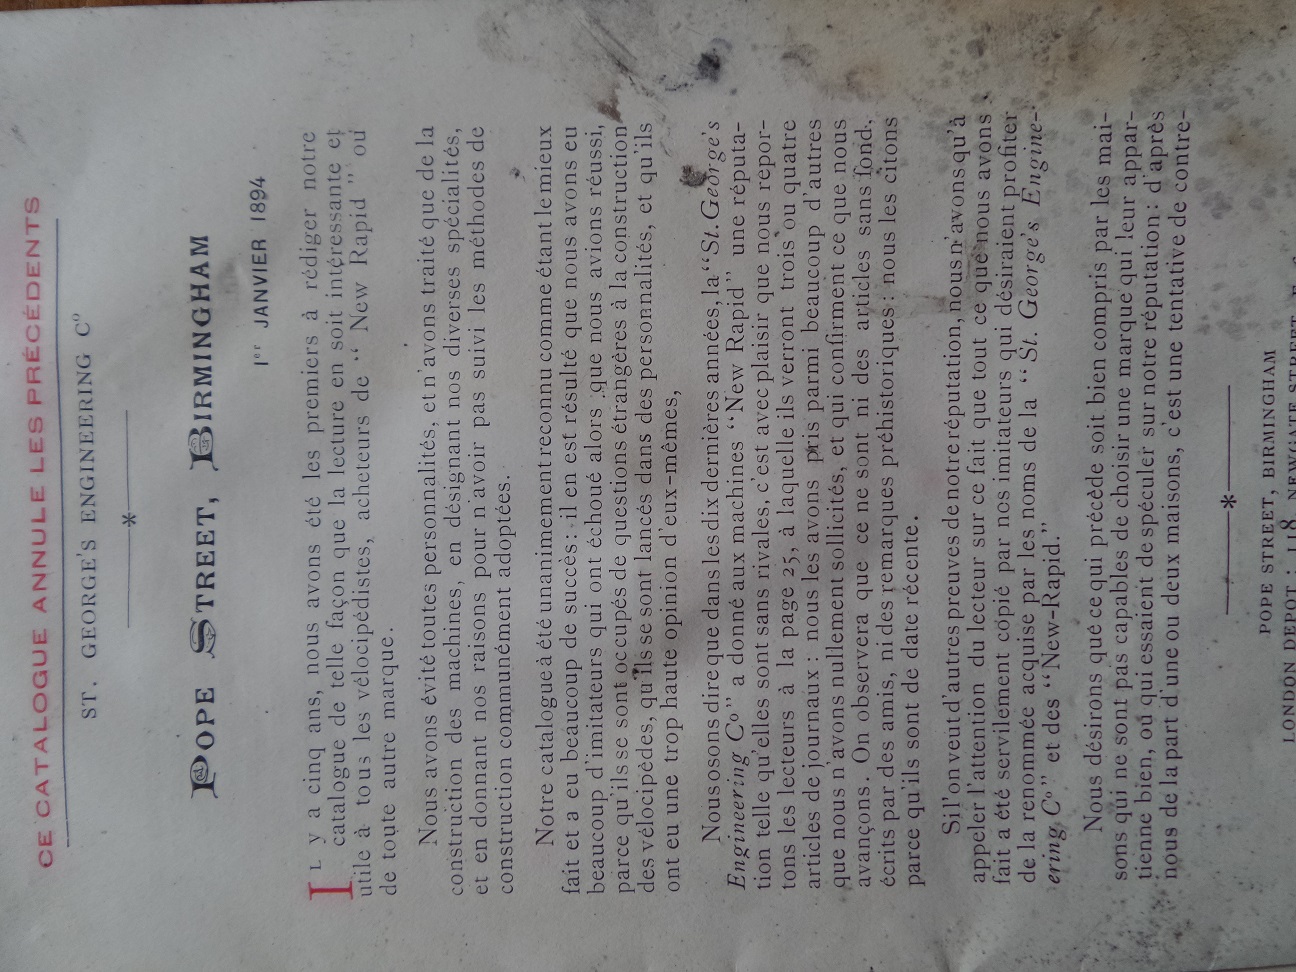 CE CATALOGUE ANNULE LES PRÉCÉDENTS
ST. GEORGE'S ENGINEERING Cº
POPE STREET, BIRMINGHAM
1er JANVIER 1894
IL y a cinq ans, nous avons été les premiers à rédiger notre
catalogue de telle façon que la lecture en soit intéressante et
utile à tous les vélocipédistes, acheteurs de “ New Rapid ” ou
de toute autre marque.
Nous avons évité toutes personnalités, et n'avons traité que de la
construction des machines, en désignant nos diverses spécialités,
et en donnant nos raisons pour n'avoir pas suivi les méthodes de
construction communément adoptées.
Notre catalogue a été unanimement reconnu comme étant le mieux
fait et a eu beaucoup de succès : il en est résulté que nous avons eu
beaucoup d'imitateurs qui ont échoué alors que nous avions réussi,
parce qu'ils se sont occupés de questions étrangères à la construction
des vélocipèdes, qu'ils se sont lancés dans des personnalités, et qu'ils
ont eu une trop haute opinion d'eux-mêmes,
Nous osons dire que dans les dix dernières années, la “St. George's
Engineering Cº” a donné aux machines “New Rapid” une réputa-
tion telle qu'elles sont sans rivales, c'est avec plaisir que nous repor-
tons les lecteurs à la page 25, à laquelle ils verront trois ou quatre
articles de journaux : nous les avons pris parmi beaucoup d'autres
que nous n'avons nullement sollicités, et qui confirment ce que nous
avançons. On observera que ce ne sont ni des articles sans fond,
écrits par des amis, ni des remarques préhistoriques : nous les citons
parce qu'ils sont de date récente.
Si l'on veut d'autres preuves de notre réputation, nous n'avons qu'à
appeler l'attention du lecteur sur ce fait que tout ce que nous avons
fait a été servilement copié par nos imitateurs qui désiraient profiter
de la renommée acquise par les noms de la “ St. George's Engine-
ering Cº” et des “New-Rapid.”
Nous désirons que ce qui précède soit bien compris par les mai-
sons qui ne sont pas capables de choisir une marque qui leur appar-
tienne bien, ou qui essaient de spéculer sur notre réputation : d'après
nous de la part d'une ou deux maisons, c'est une tentative de contre-
POPE STREET, BIRMINGHAM
LONDON DEPOT : 118, NEWGATE STREET